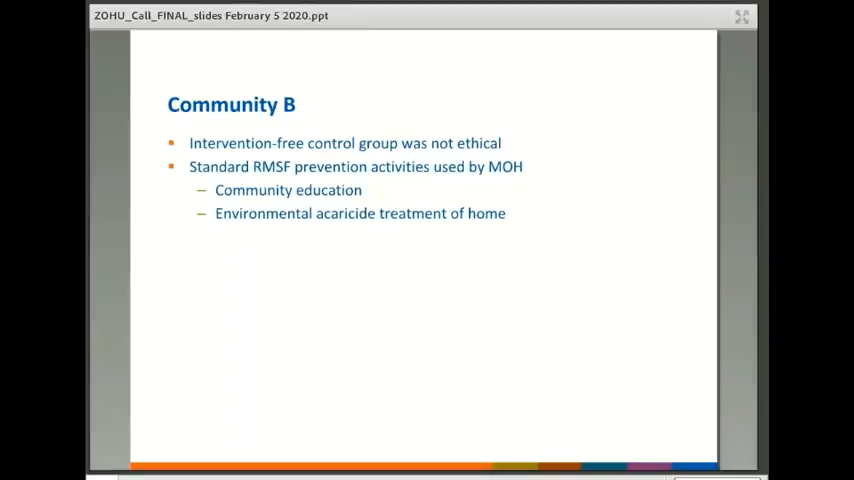 ZOHU_Call_FINAL_slides February 5 2020.ppt
Community B
Intervention-free control group was not ethical
Standard RMSF prevention activities used by MOH
– Community education
– Environmental acaricide treatment of home